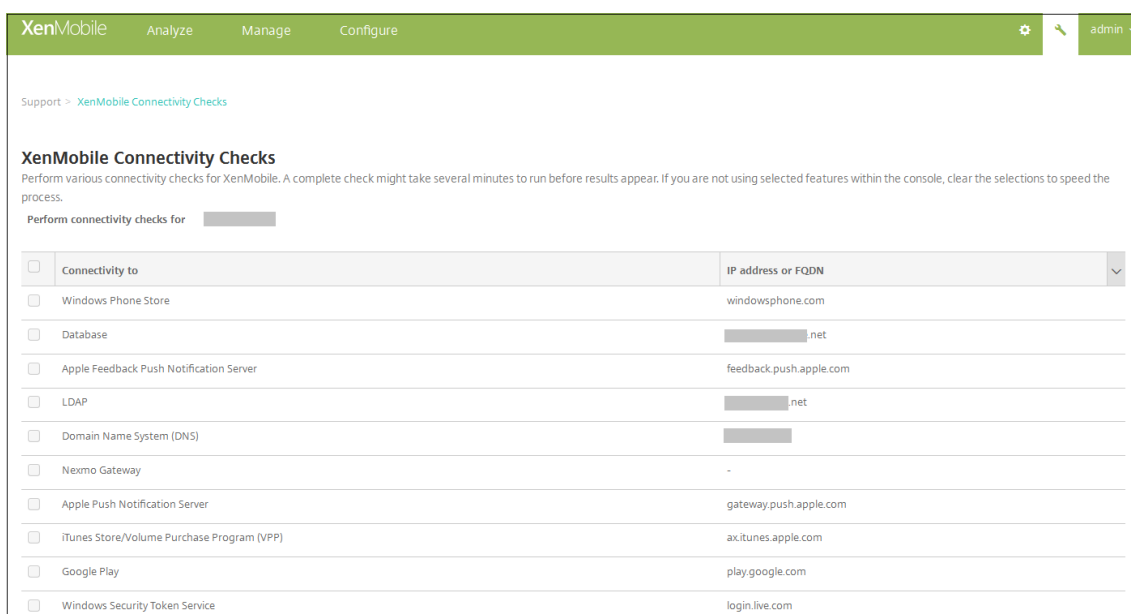 XenMobile Analyze Manage Configure admin
Support > XenMobile Connectivity Checks
XenMobile Connectivity Checks
Perform various connectivity checks for XenMobile. A complete check might take several minutes to run before results appear. If you are not using selected features within the console, clear the selections to speed the
process.
Perform connectivity checks for
Connectivity to IP address or FQDN
Windows Phone Store windowsphone.com
Database .net
Apple Feedback Push Notification Server feedback.push.apple.com
LDAP .net
Domain Name System (DNS)
Nexmo Gateway -
Apple Push Notification Server gateway.push.apple.com
iTunes Store/Volume Purchase Program (VPP) ax.itunes.apple.com
Google Play play.google.com
Windows Security Token Service login.live.com